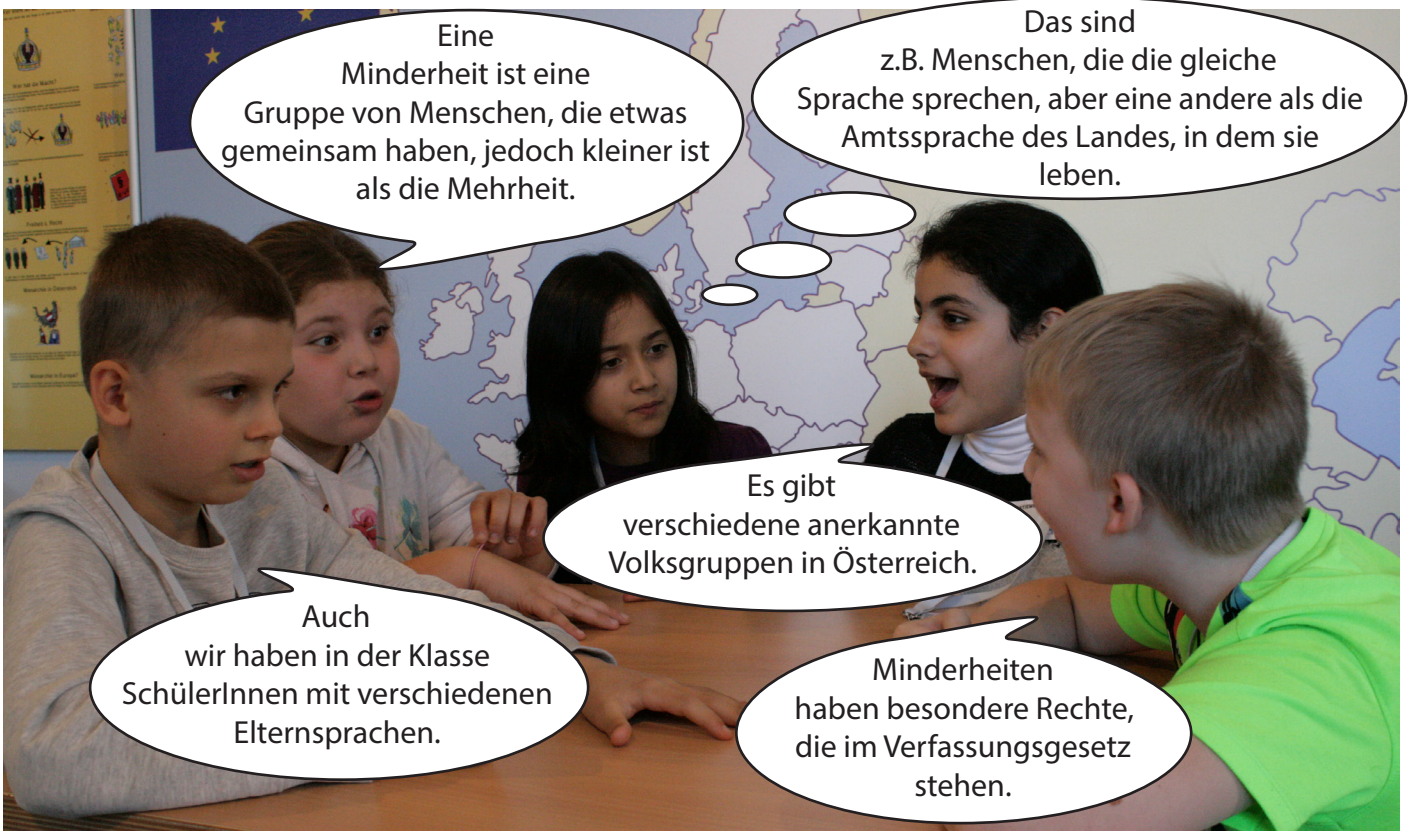 Eine
Minderheit ist eine
Gruppe von Menschen, die etwas
gemeinsam haben, jedoch kleiner ist
als die Mehrheit.
Das sind
z.B. Menschen, die die gleiche
Sprache sprechen, aber eine andere als die
Amtssprache des Landes, in dem sie
leben.
Es gibt
verschiedene anerkannte
Volksgruppen in Österreich.
Auch
wir haben in der Klasse
SchülerInnen mit verschiedenen
Elternsprachen.
Minderheiten
haben besondere Rechte,
die im Verfassungsgesetz
stehen.